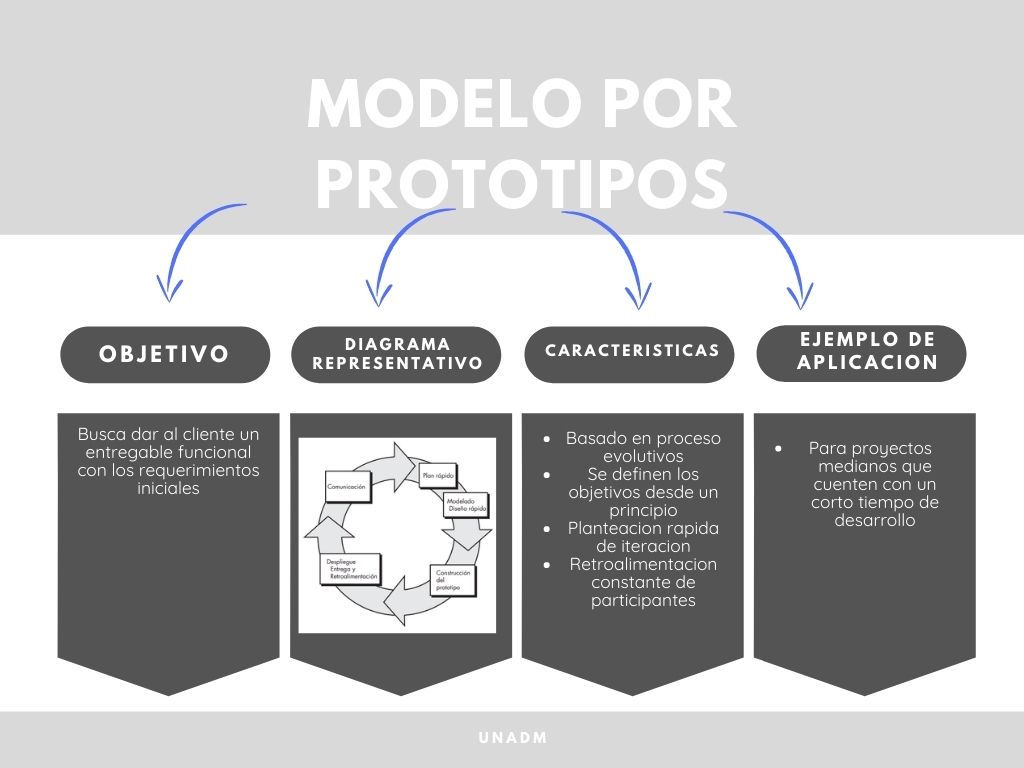 MODELO POR
PROTOTIPOS
OBJETIVO
DIAGRAMA
REPRESENTATIVO
CARACTERISTICAS
EJEMPLO DE
APLICACION
Busca dar al cliente un
entregable funcional
con los requerimientos
iniciales
Comunicación
Plan rápido
Modelado
Diseño rápido
Construcción
del
prototipo
Despliegue
Entrega y
Retroalimentación
• Basado en proceso
evolutivos
• Se definen los
objetivos desde un
principio
• Planteacion rapida
de iteracion
• Retroalimentacion
constante de
participantes
• Para proyectos
medianos que
cuenten con un
corto tiempo de
desarrollo
UNADM